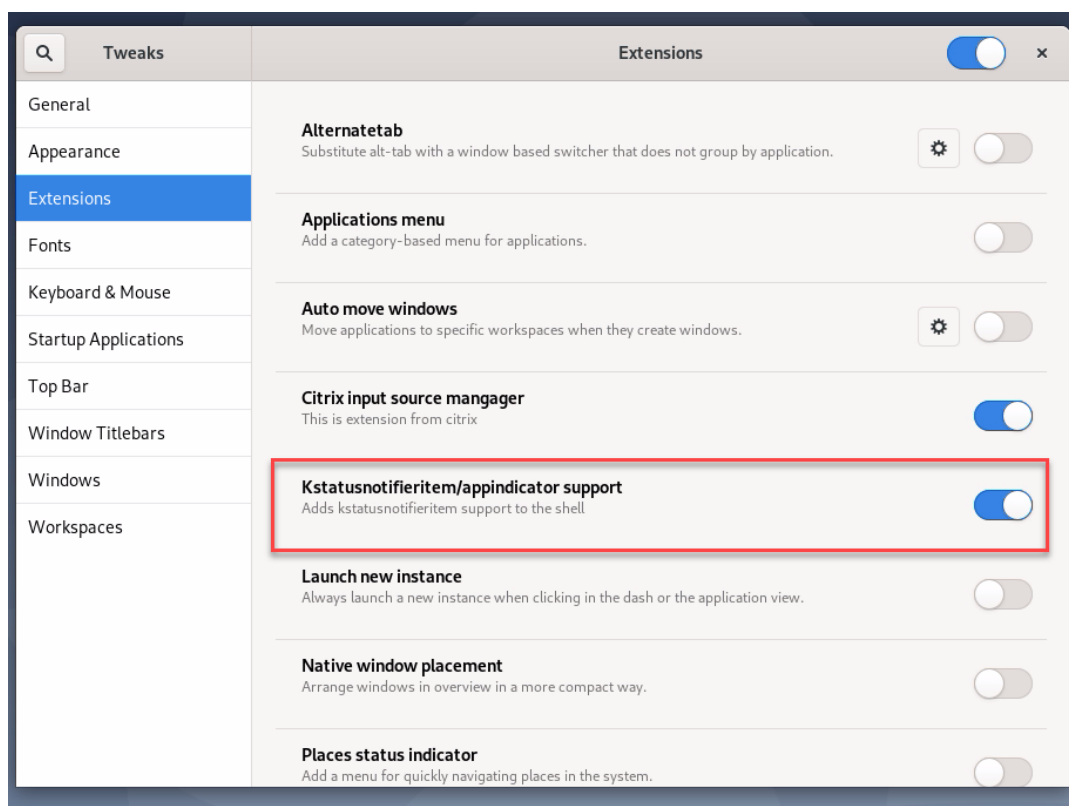 Tweaks
Extensions
General
Appearance
Extensions
Fonts
Keyboard & Mouse
Startup Applications
Top Bar
Window Titlebars
Windows
Workspaces
Alternatetab
Substitute alt-tab with a window based switcher that does not group by application.
Applications menu
Add a category-based menu for applications.
Auto move windows
Move applications to specific workspaces when they create windows.
Citrix input source mangager
This is extension from citrix
Kstatusnotifieritem/appindicator support
Adds kstatusnotifieritem support to the shell
Launch new instance
Always launch a new instance when clicking in the dash or the application view.
Native window placement
Arrange windows in overview in a more compact way.
Places status indicator
Add a menu for quickly navigating places in the system.